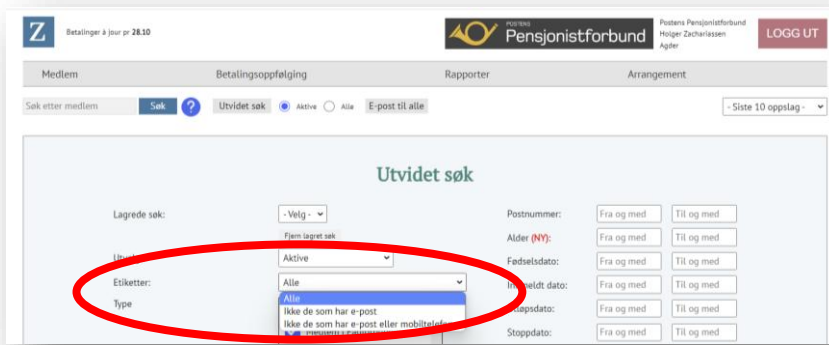 Z
Betalinger à jour pr 28.10
POSTENS
Pensjonistforbund
Postens Pensjonistforbund
Holger Zachariassen
Agder
LOGG UT
Medlem Betalingsoppfølging Rapporter Arrangement
Søk etter medlem Søk ? Utvidet søk Aktive Alle E-post til alle - Siste 10 oppslag -
Utvidet søk
Lagrede søk: - Velg - Postnummer: Fra og med Til og med
Fjern lagret søk
Alder (NY): Fra og med Til og med
Aktive Fødselsdato: Fra og med Til og med
Etiketter: Alle dato: Fra og med Til og med
Type Alle Fra og med Til og med
Ikke de som har e-post
Ikke de som har e-post eller mobiltelefo
Stoppdato: Fra og med Til og med